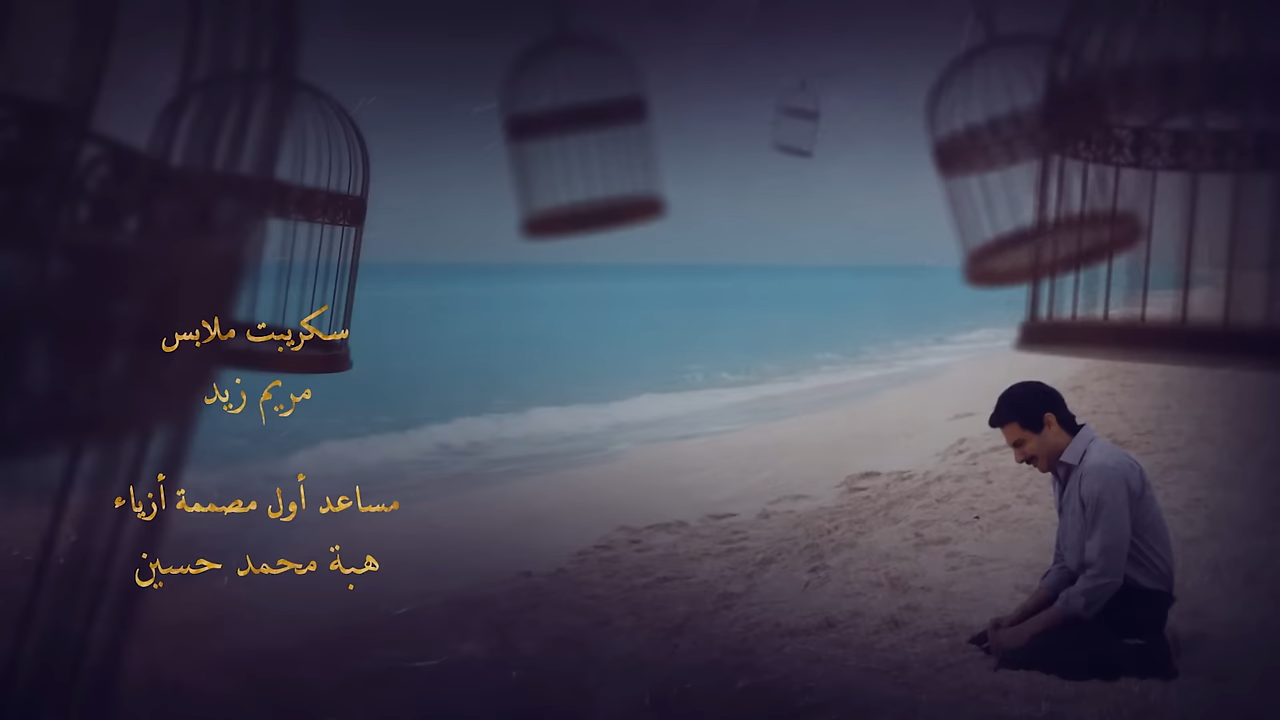 سكريبت ملابس
مريم زيد
مساعد أول مصممة أزياء
هبة محمد حسين